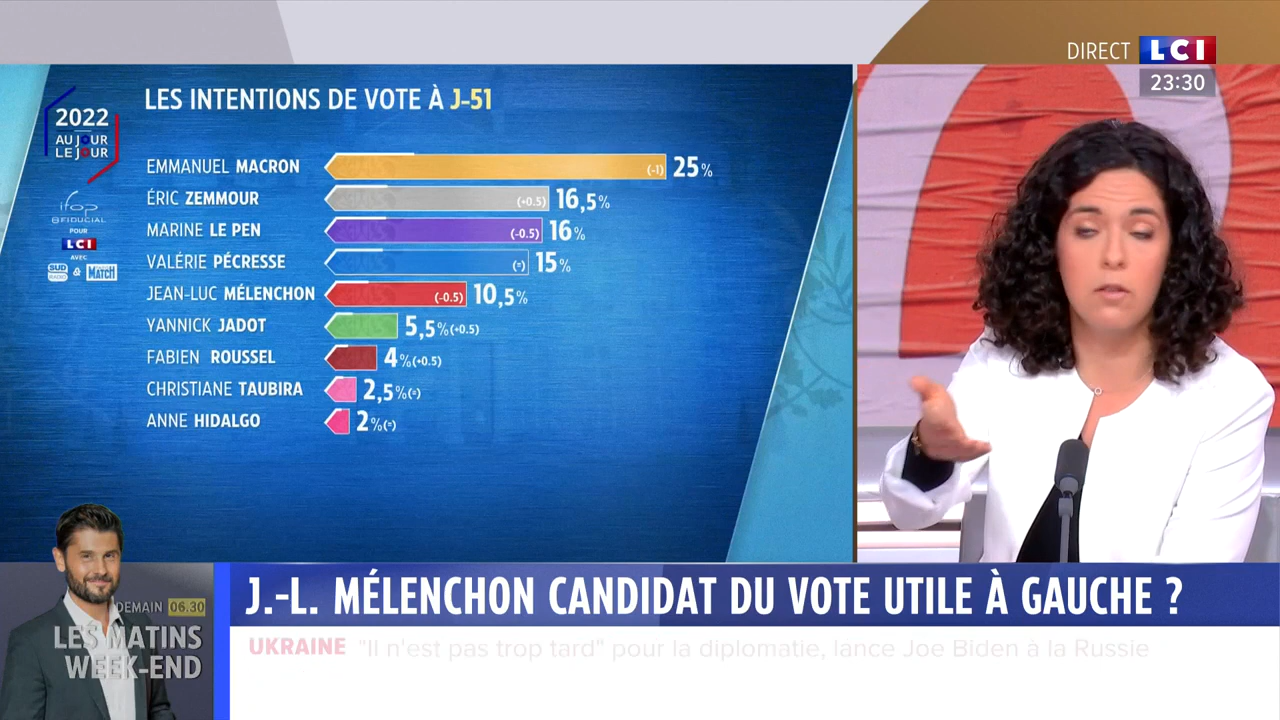 DIRECT LCI
23:30
LES INTENTIONS DE VOTE À J-51
2022
AU JOUR
LE JOUR
ifop
FIDUCIAL
POUR
LCI
AVEC
SUD RADIO & MATCH
EMMANUEL MACRON (-1) 25%
ÉRIC ZEMMOUR (+0.5) 16,5%
MARINE LE PEN (-0.5) 16%
VALÉRIE PÉCRESSE (=) 15%
JEAN-LUC MÉLENCHON (-0.5) 10,5%
YANNICK JADOT 5,5%(+0.5)
FABIEN ROUSSEL 4%(+0.5)
CHRISTIANE TAUBIRA 2,5%(=)
ANNE HIDALGO 2%(=)
DEMAIN 06.30
LES MATINS
WEEK-END
J.-L. MÉLENCHON CANDIDAT DU VOTE UTILE À GAUCHE ?
UKRAINE "Il n'est pas trop tard" pour la diplomatie, lance Joe Biden à la Russie